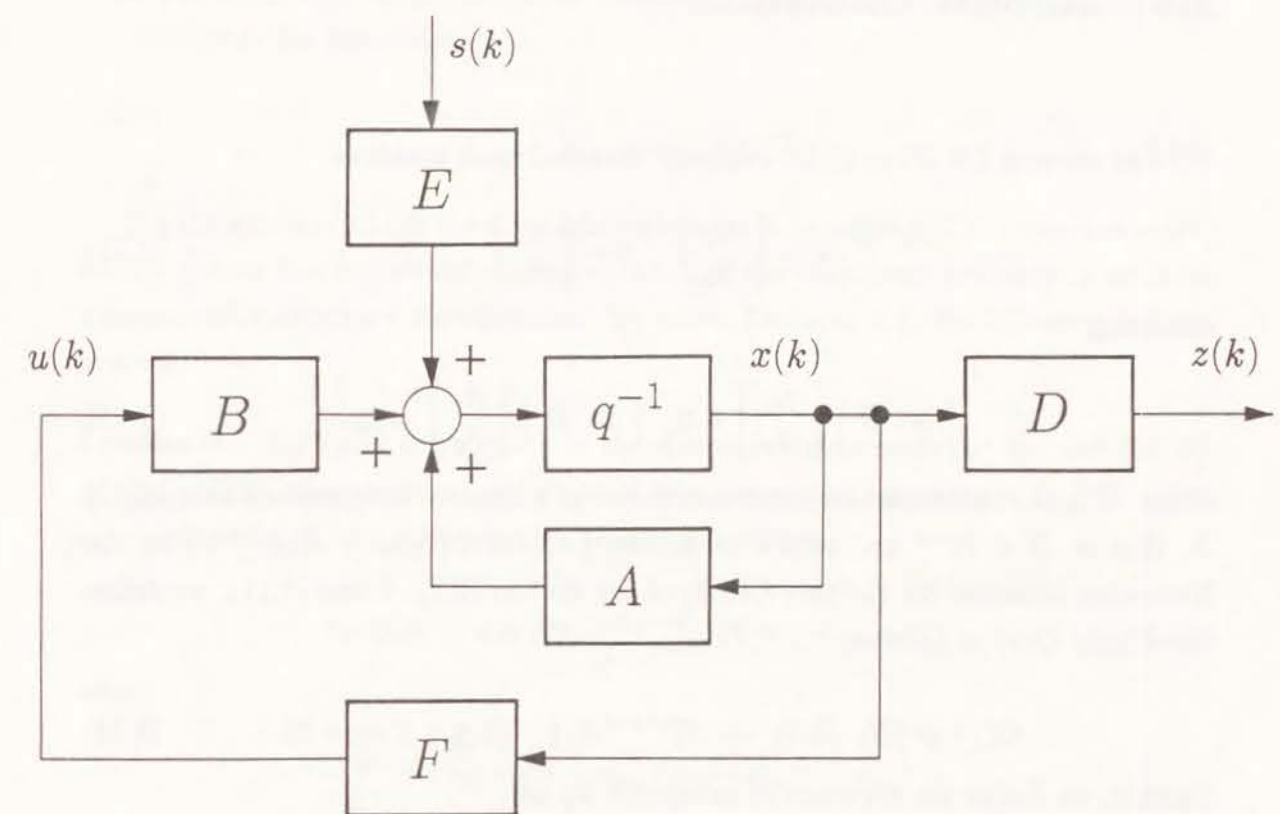 s(k)
E
+
u(k)
B
q⁻¹
x(k)
D
z(k)
+
+
A
F